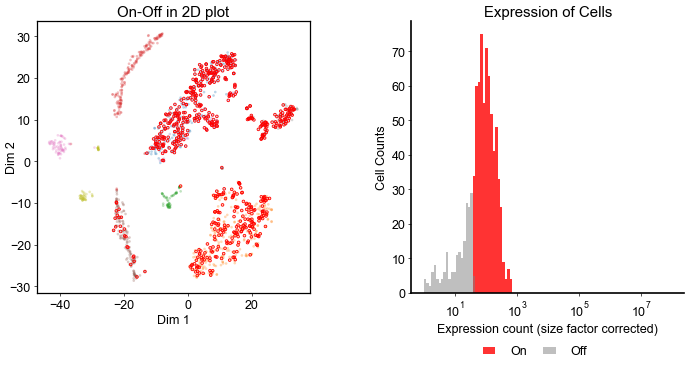 On-Off in 2D plot
30
20
10
0
−10
−20
−30
Dim 2
−40
−20
0
20
Dim 1
Expression of Cells
70
60
50
40
30
20
10
0
Cell Counts
10^1
10^3
10^5
10^7
Expression count (size factor corrected)
On
Off